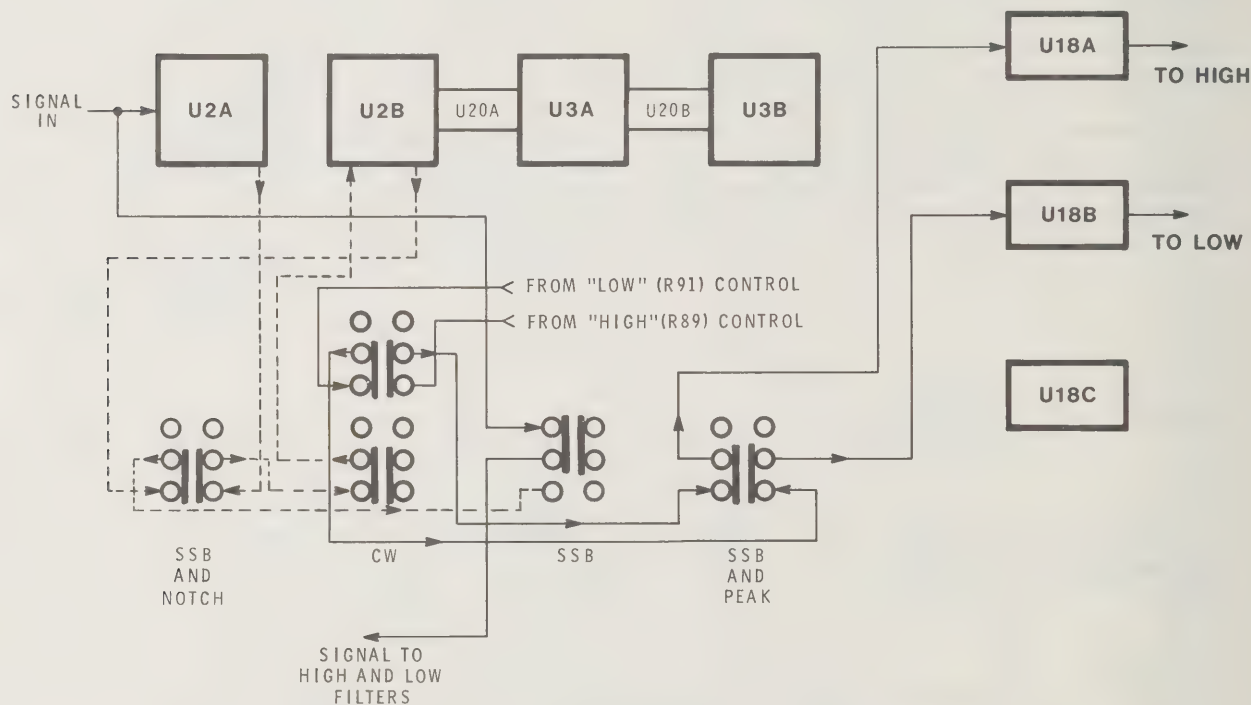 U18A
TO HIGH
SIGNAL
IN
U2A
U2B
U20A
U3A
U20B
U3B
U18B
TO LOW
FROM "LOW" (R91) CONTROL
FROM "HIGH"(R89) CONTROL
U18C
SSB
AND
NOTCH
CW
SSB
SSB
AND
PEAK
SIGNAL TO
HIGH AND LOW
FILTERS